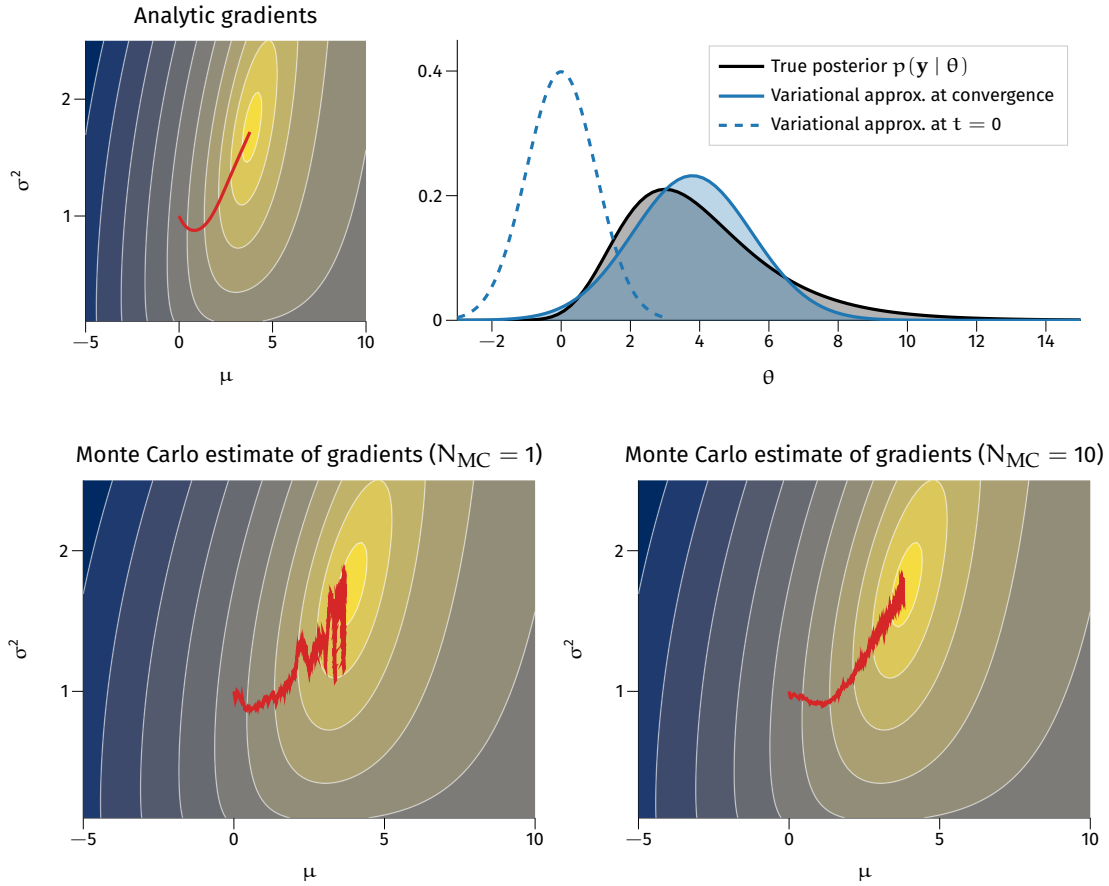 Analytic gradients
2
1
σ²
−5 0 5 10
μ
0.4
0.2
0
−2 0 2 4 6 8 10 12 14
θ
True posterior p(y | θ)
Variational approx. at convergence
Variational approx. at t = 0
Monte Carlo estimate of gradients (N_MC = 1)
2
1
σ²
−5 0 5 10
μ
Monte Carlo estimate of gradients (N_MC = 10)
2
1
σ²
−5 0 5 10
μ